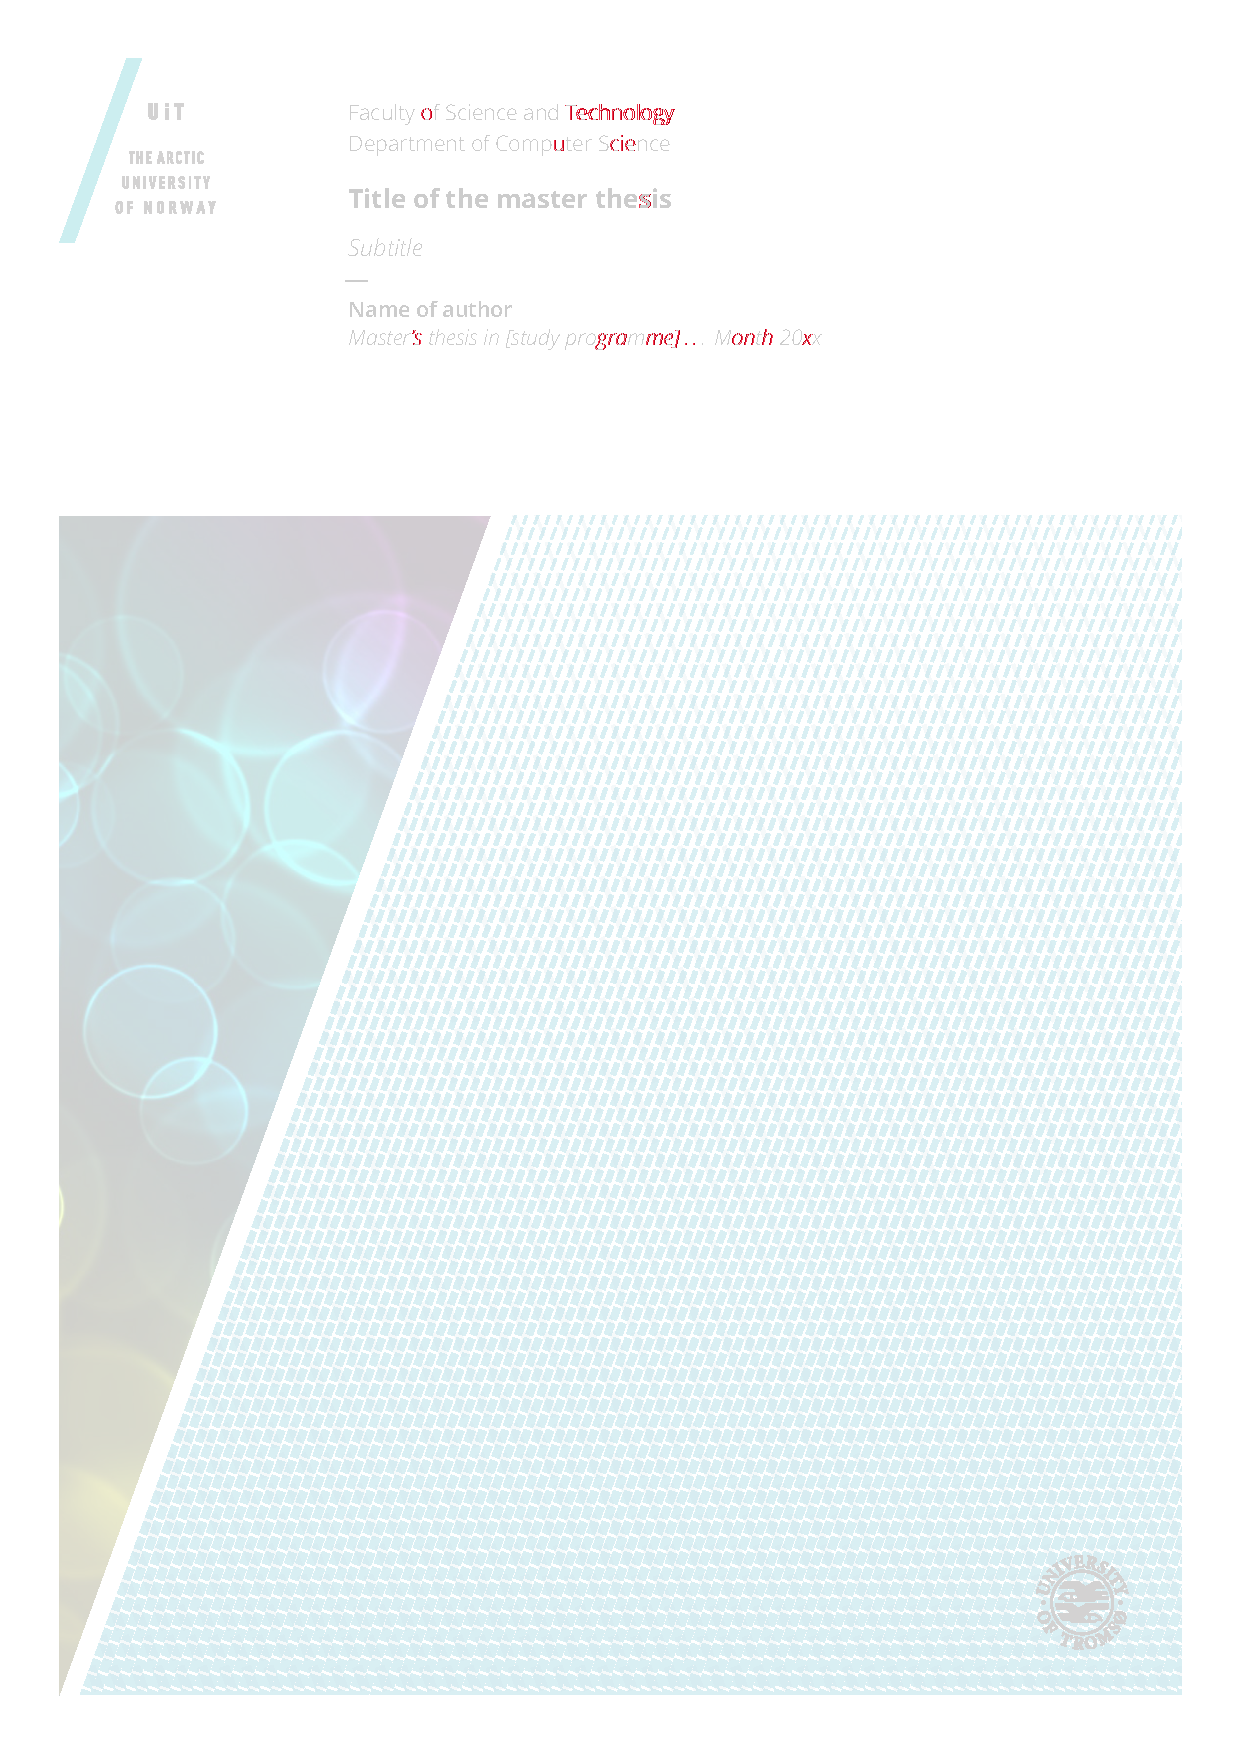 UiT
THE ARCTIC
UNIVERSITY
OF NORWAY
Faculty of Science and Technology
Department of Computer Science
Title of the master thesis
Subtitle
—
Name of author
Master’s thesis in [study programme] . . . Month 20xx
UNIVERSITY
OF TROMSØ